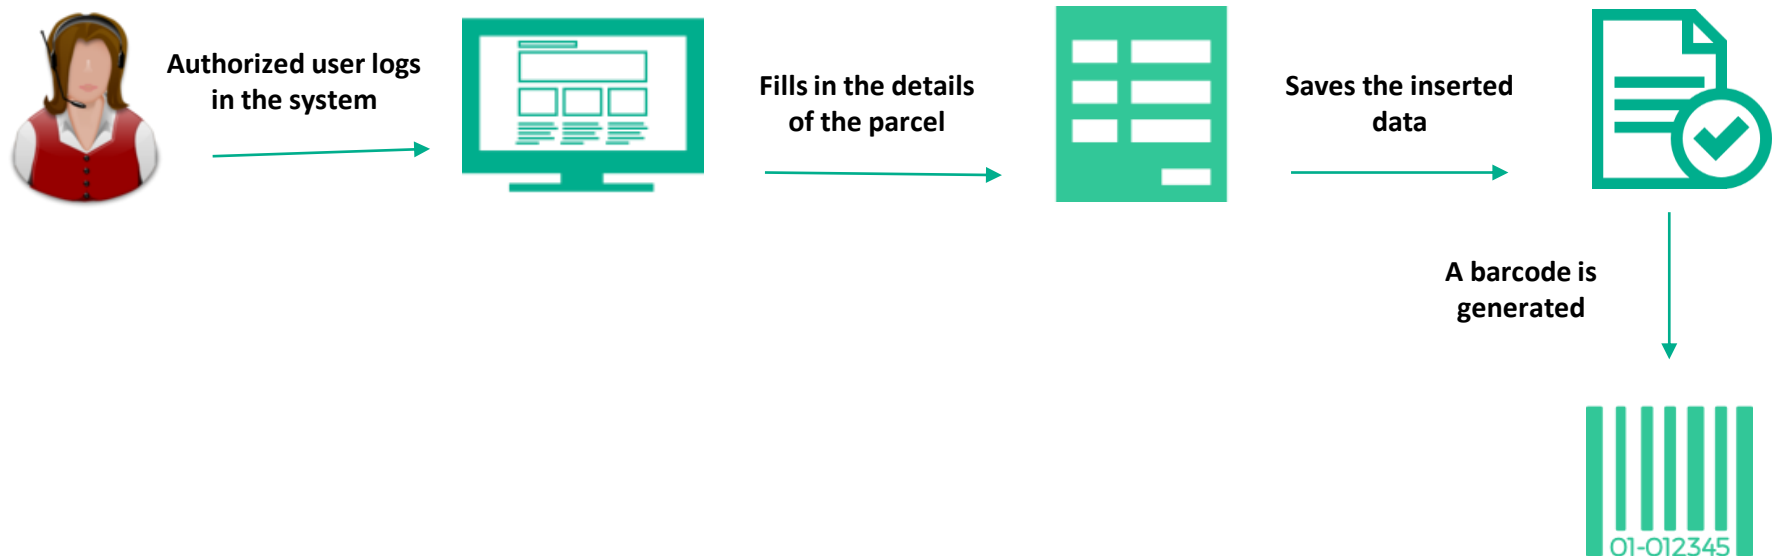 Authorized user logs
in the system
Fills in the details
of the parcel
Saves the inserted
data
A barcode is
generated
01-012345